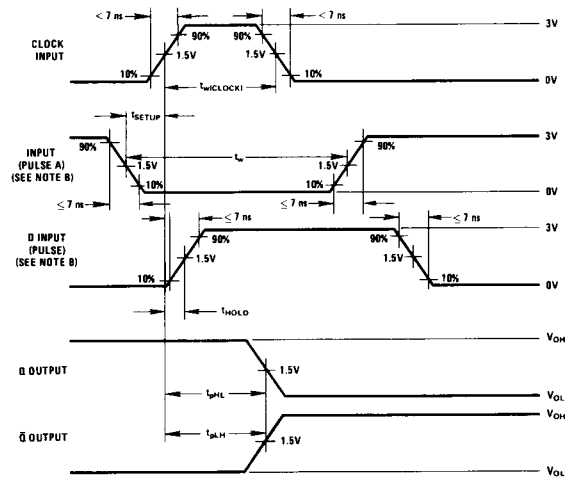 < 7 ns
< 7 ns
3V
90%
90%
CLOCK
INPUT
1.5V
1.5V
10%
tw(CLOCK)
10%
0V
tSETUP
3V
90%
90%
INPUT
(PULSE A)
(SEE NOTE B)
1.5V
tw
1.5V
10%
10%
0V
≤ 7 ns
≤ 7 ns
≤ 7 ns
≤ 7 ns
3V
90%
90%
D INPUT
(PULSE)
(SEE NOTE B)
1.5V
1.5V
10%
10%
0V
tHOLD
VOH
Q OUTPUT
1.5V
tpHL
VOL
VOH
tpLH
Q̄ OUTPUT
1.5V
VOL